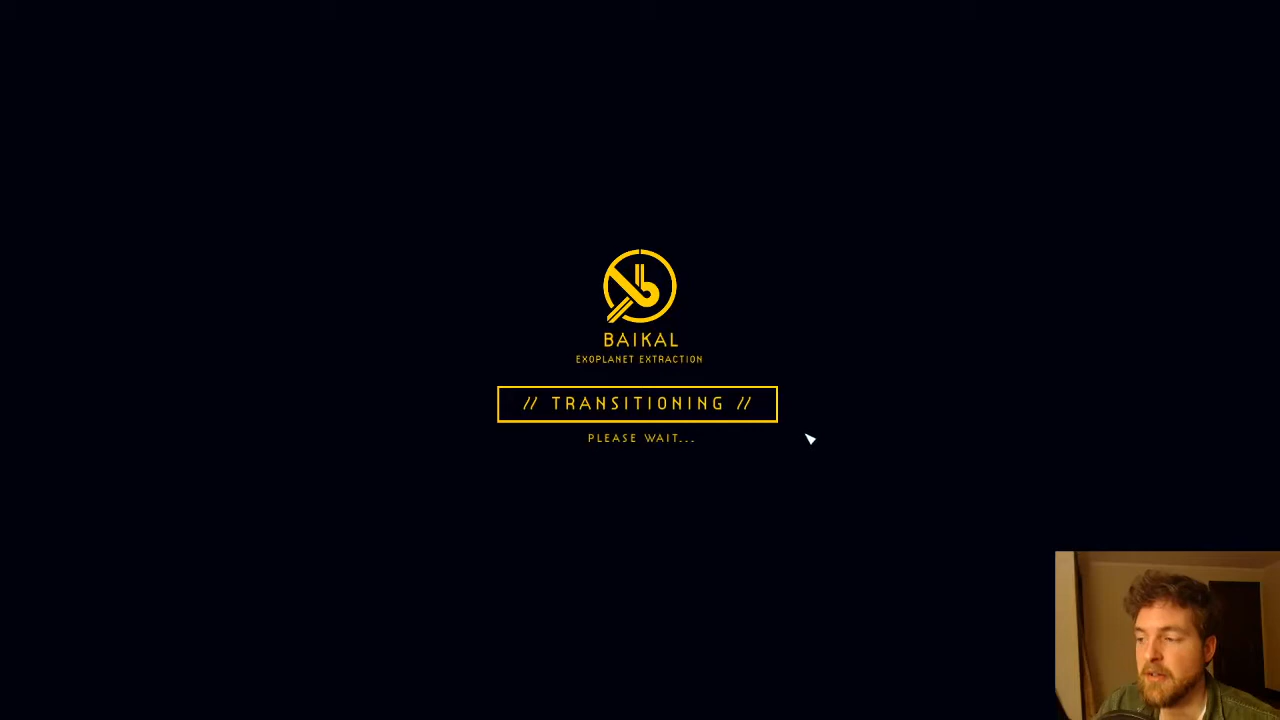 BAIKAL
EXOPLANET EXTRACTION
// TRANSITIONING //
PLEASE WAIT...